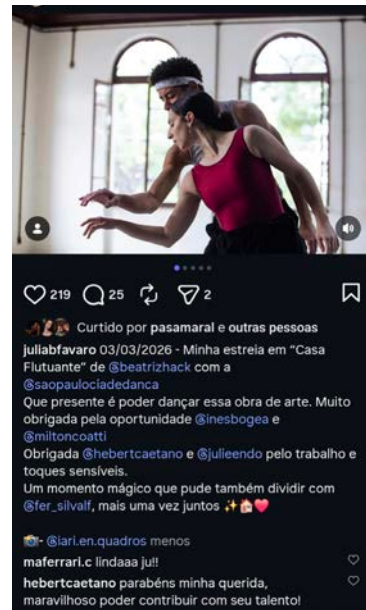 219 25 2
Curtido por pasamaral e outras pessoas
juliabfavaro 03/03/2026 - Minha estreia em “Casa
Flutuante” de @beatrizhack com a
@saopaulociadedanca
Que presente é poder dançar essa obra de arte. Muito
obrigada pela oportunidade @inesbogea e
@miltoncoatti
Obrigada @hebertcaetano e @julieendo pelo trabalho e
toques sensíveis.
Um momento mágico que pude também dividir com
@fer_silvalf, mais uma vez juntos ✨🏠❤️
📸- @iari.en.quadros menos
maferrari.c lindaaa ju!!
hebertcaetano parabéns minha querida,
maravilhoso poder contribuir com seu talento!